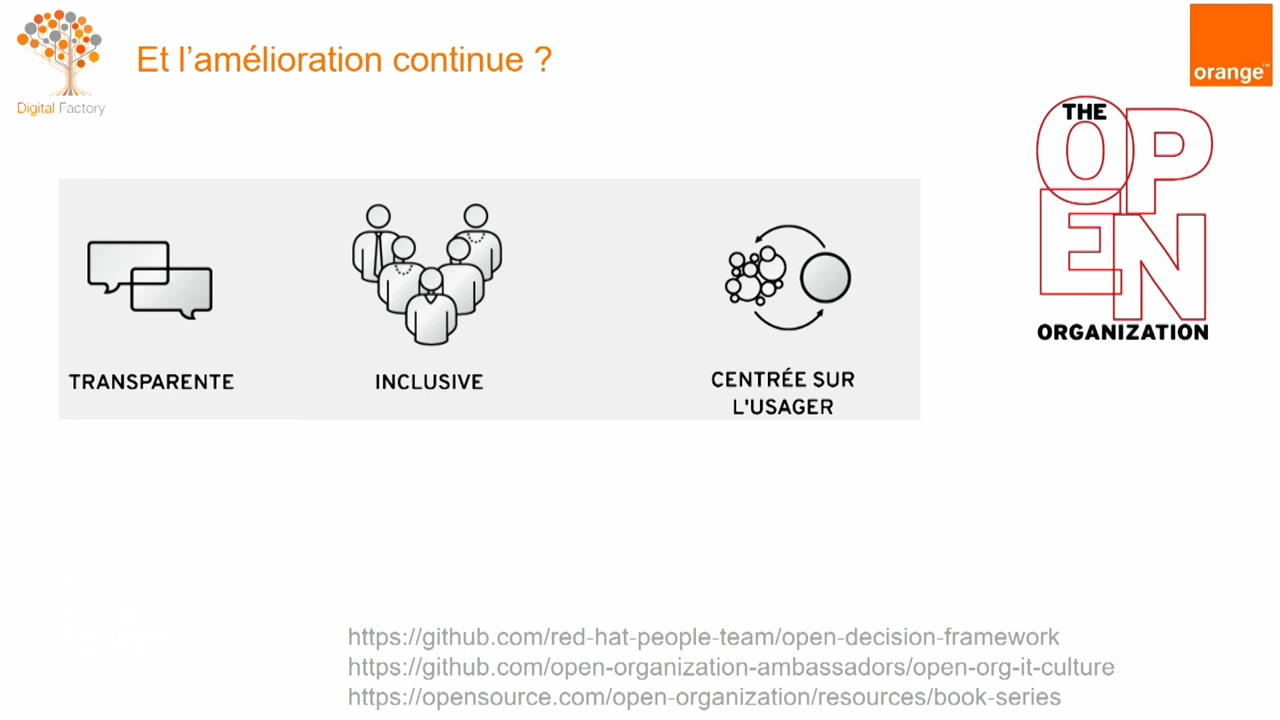 Et l'amélioration continue ?
Digital Factory
orange™
THE
OPEN
ORGANIZATION
TRANSPARENTE
INCLUSIVE
CENTRÉE SUR
L'USAGER
https://github.com/red-hat-people-team/open-decision-framework
https://github.com/open-organization-ambassadors/open-org-it-culture
https://opensource.com/open-organization/resources/book-series